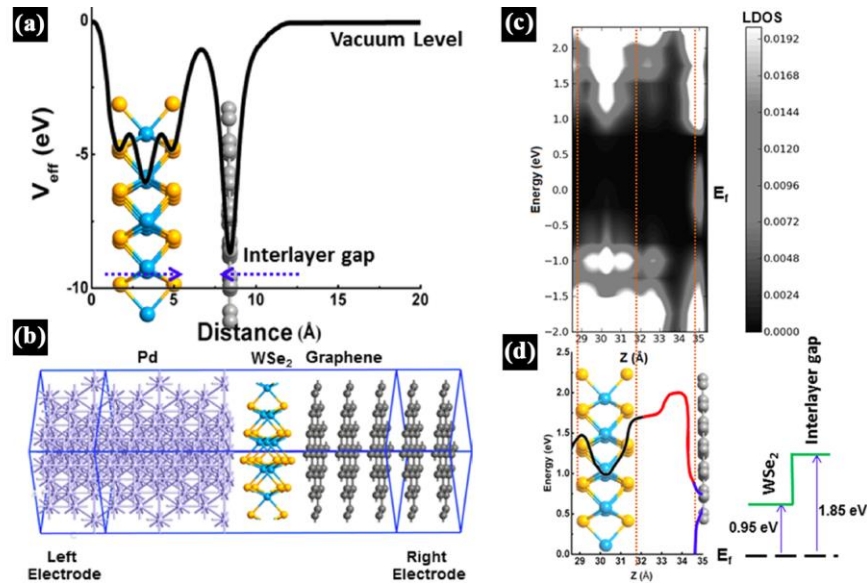 (a)
0
-5
-10
V_eff (eV)
Vacuum Level
Interlayer gap
0 5 10 15 20
Distance (Å)
(b)
Pd WSe₂ Graphene
Left Electrode
Right Electrode
(c)
2.0
1.5
1.0
0.5
0.0
−0.5
−1.0
−1.5
−2.0
Energy (eV)
29 30 31 32 33 34 35
Z (Å)
E_f
LDOS
0.0192
0.0168
0.0144
0.0120
0.0096
0.0072
0.0048
0.0024
0.0000
(d)
2.5
2.0
1.5
1.0
0.5
0.0
Energy (eV)
29 30 31 32 33 34 35
Z (Å)
E_f
WSe₂
Interlayer gap
0.95 eV
1.85 eV